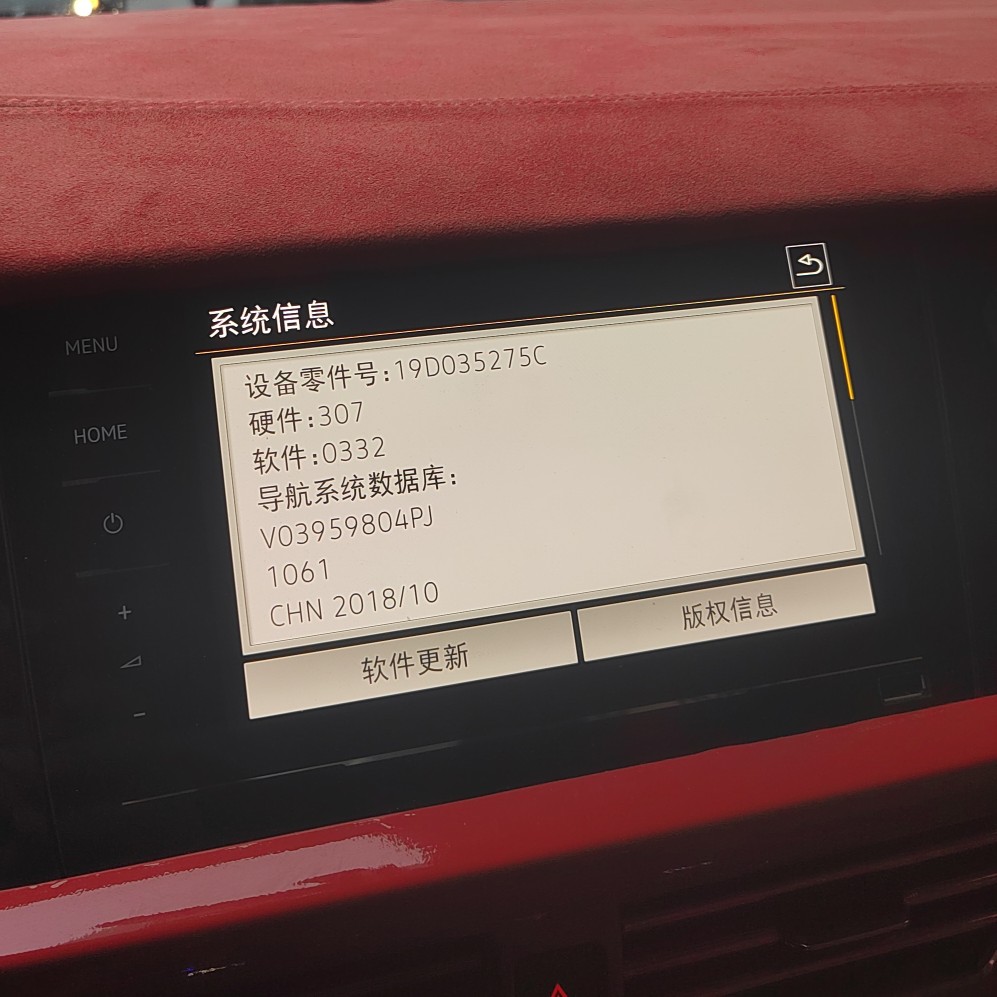 系统信息
MENU
HOME
设备零件号:19D035275C
硬件:307
软件:0332
导航系统数据库:
V03959804PJ
1061
CHN 2018/10
+
-
软件更新
版权信息